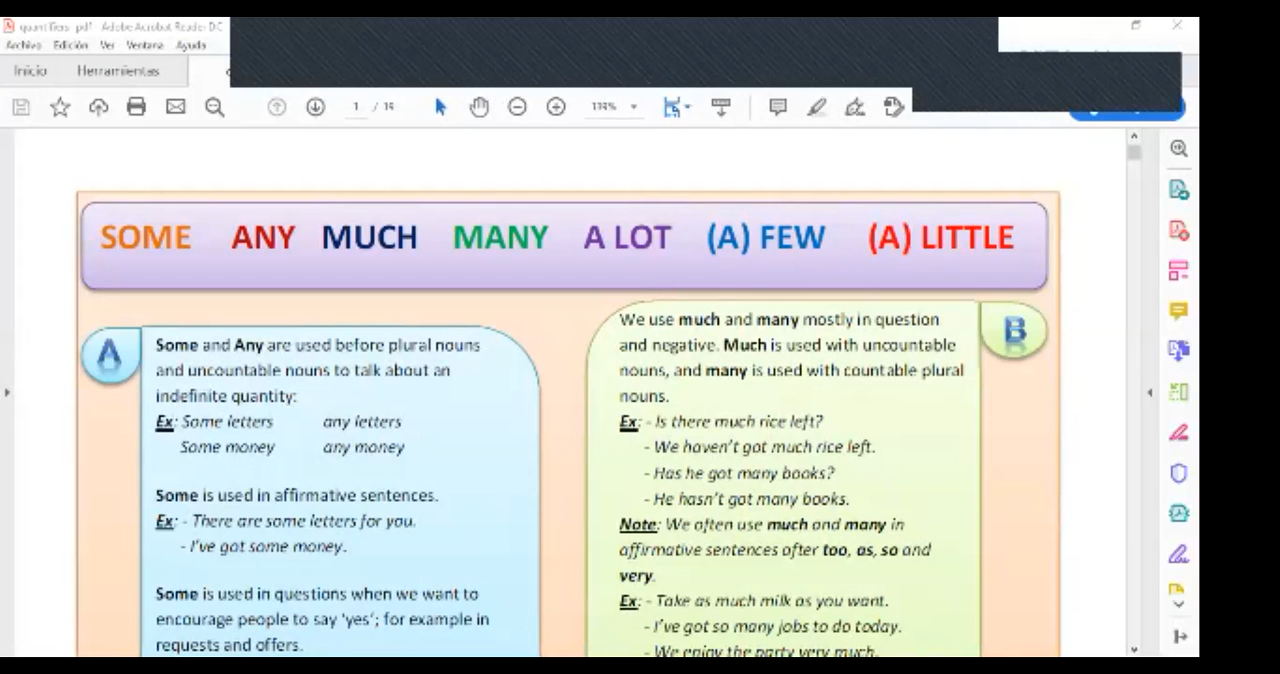 quantifiers .pdf - Adobe Acrobat Reader DC
Archivo Edición Ver Ventana Ayuda
Inicio Herramientas
1 / 19
SOME ANY MUCH MANY A LOT (A) FEW (A) LITTLE
A
Some and Any are used before plural nouns
and uncountable nouns to talk about an
indefinite quantity:
Ex: Some letters any letters
Some money any money
Some is used in affirmative sentences.
Ex: - There are some letters for you.
- I've got some money.
Some is used in questions when we want to
encourage people to say 'yes'; for example in
requests and offers.
B
We use much and many mostly in question
and negative. Much is used with uncountable
nouns, and many is used with countable plural
nouns.
Ex: - Is there much rice left?
- We haven't got much rice left.
- Has he got many books?
- He hasn't got many books.
Note: We often use much and many in
affirmative sentences after too, as, so and
very.
Ex: - Take as much milk as you want.
- I've got so many jobs to do today.
- We enjoy the party very much.